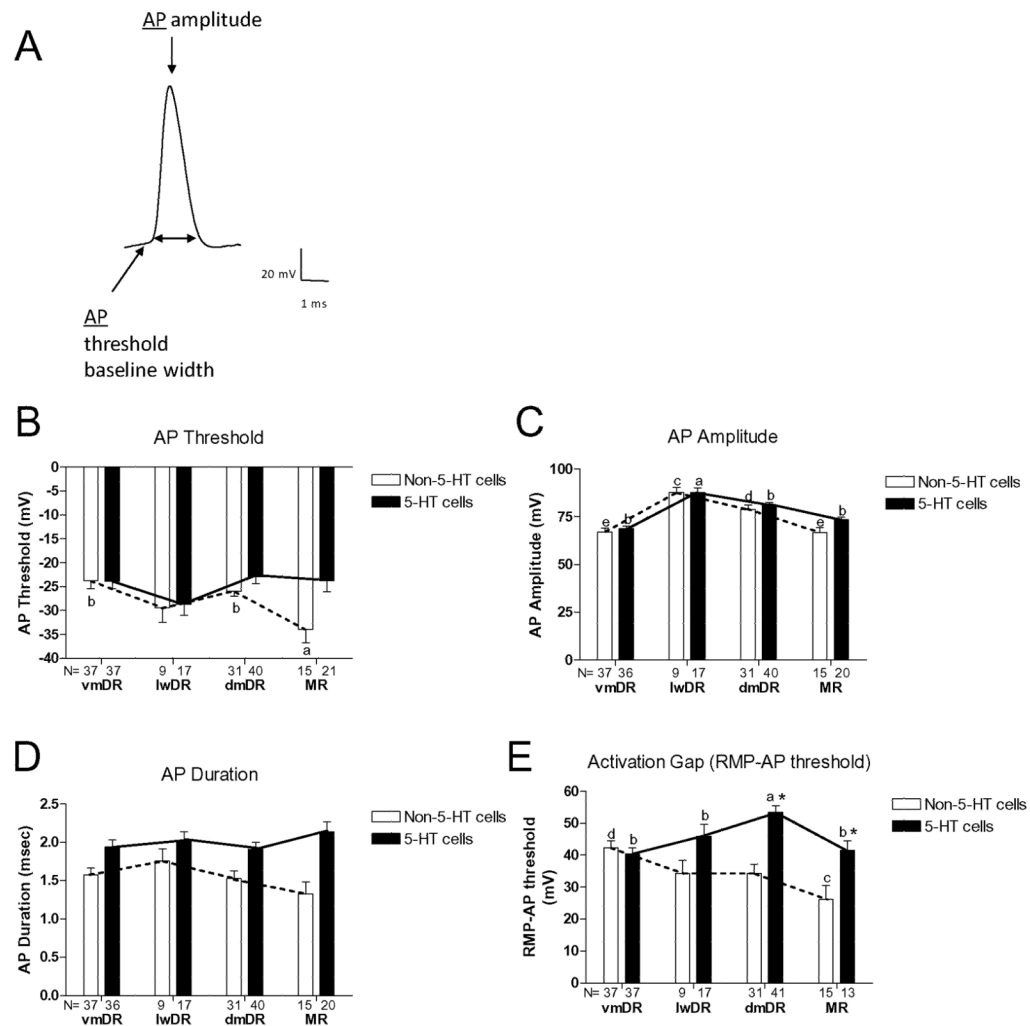 A
AP amplitude
20 mV
1 ms
AP
threshold
baseline width
B
AP Threshold
AP Threshold (mV)
0
-5
-10
-15
-20
-25
-30
-35
-40
b
b
a
Non-5-HT cells
5-HT cells
N= 37 37 9 17 31 40 15 21
vmDR lwDR dmDR MR
C
AP Amplitude
AP Amplitude (mV)
100
75
50
25
0
e b c a d b e b
Non-5-HT cells
5-HT cells
N= 37 36 9 17 31 40 15 20
vmDR lwDR dmDR MR
D
AP Duration
AP Duration (msec)
2.5
2.0
1.5
1.0
0.5
0.0
Non-5-HT cells
5-HT cells
N= 37 36 9 17 31 40 15 20
vmDR lwDR dmDR MR
E
Activation Gap (RMP-AP threshold)
RMP-AP threshold
(mV)
60
50
40
30
20
10
0
d b b a * c b *
Non-5-HT cells
5-HT cells
N= 37 37 9 17 31 41 15 13
vmDR lwDR dmDR MR